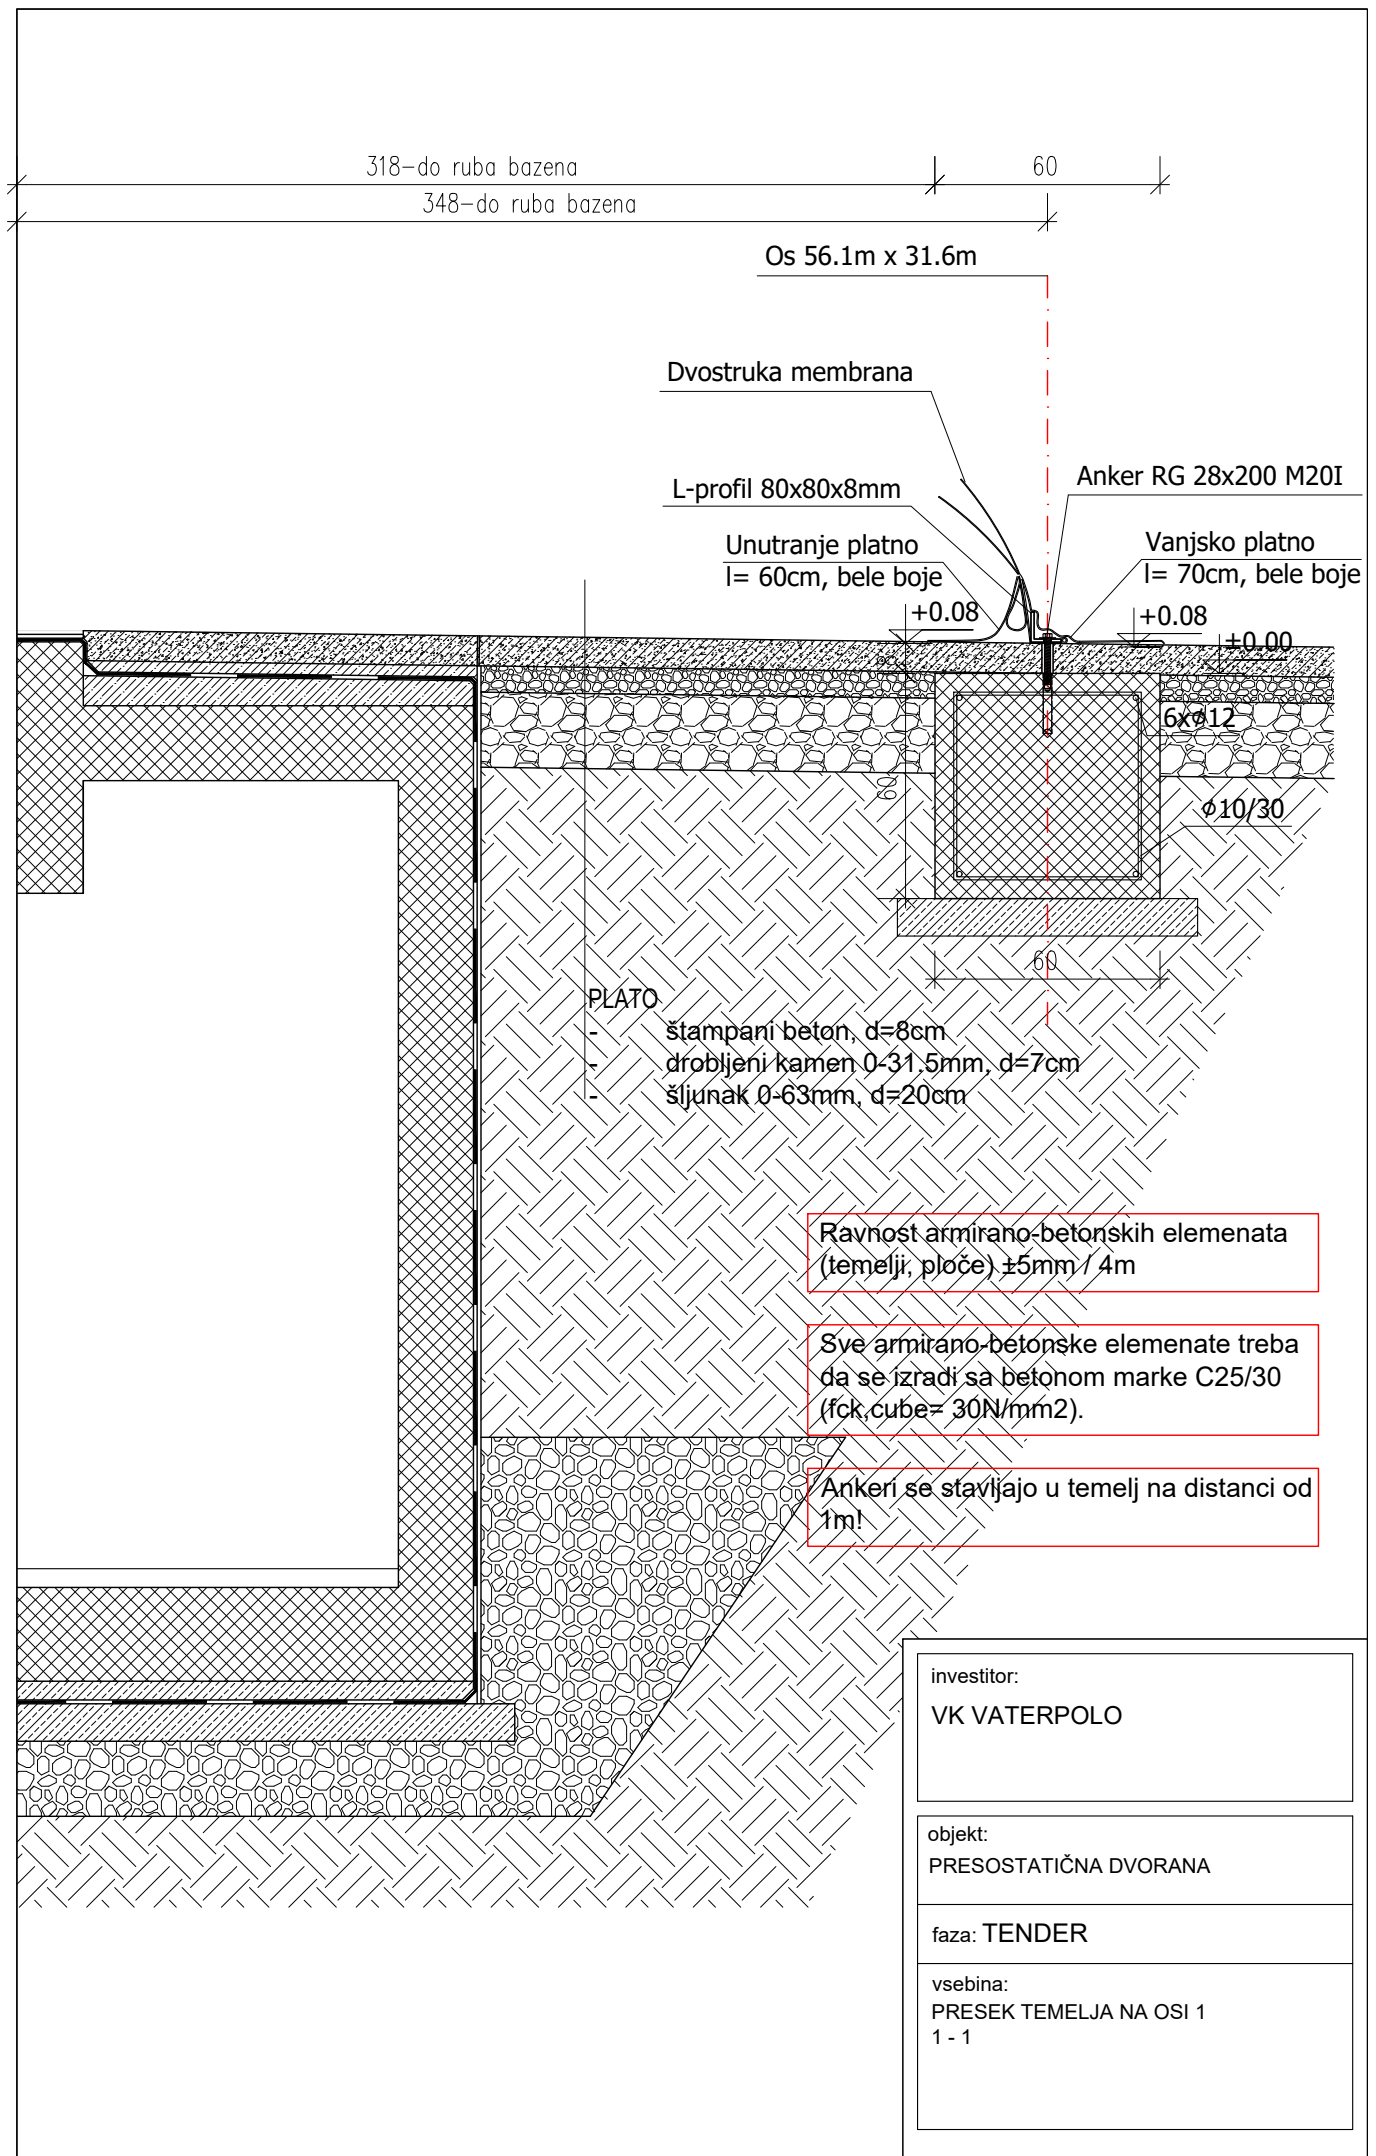 318-do ruba bazena
60
348-do ruba bazena
Os 56.1m x 31.6m
Dvostruka membrana
L-profil 80x80x8mm
Anker RG 28x200 M20I
Unutranje platno
l= 60cm, bele boje
Vanjsko platno
l= 70cm, bele boje
+0.08
+0.08
±0.00
8
6xϕ12
60
ϕ10/30
60
PLATO
- štampani beton, d=8cm
- drobljeni kamen 0-31.5mm, d=7cm
- šljunak 0-63mm, d=20cm
Ravnost armirano-betonskih elemenata
(temelji, ploče) ±5mm / 4m
Sve armirano-betonske elemenate treba
da se izradi sa betonom marke C25/30
(fck,cube= 30N/mm2).
Ankeri se stavljajo u temelj na distanci od
1m!
investitor:
VK VATERPOLO
objekt:
PRESOSTATIČNA DVORANA
faza: TENDER
vsebina:
PRESEK TEMELJA NA OSI 1
1 - 1